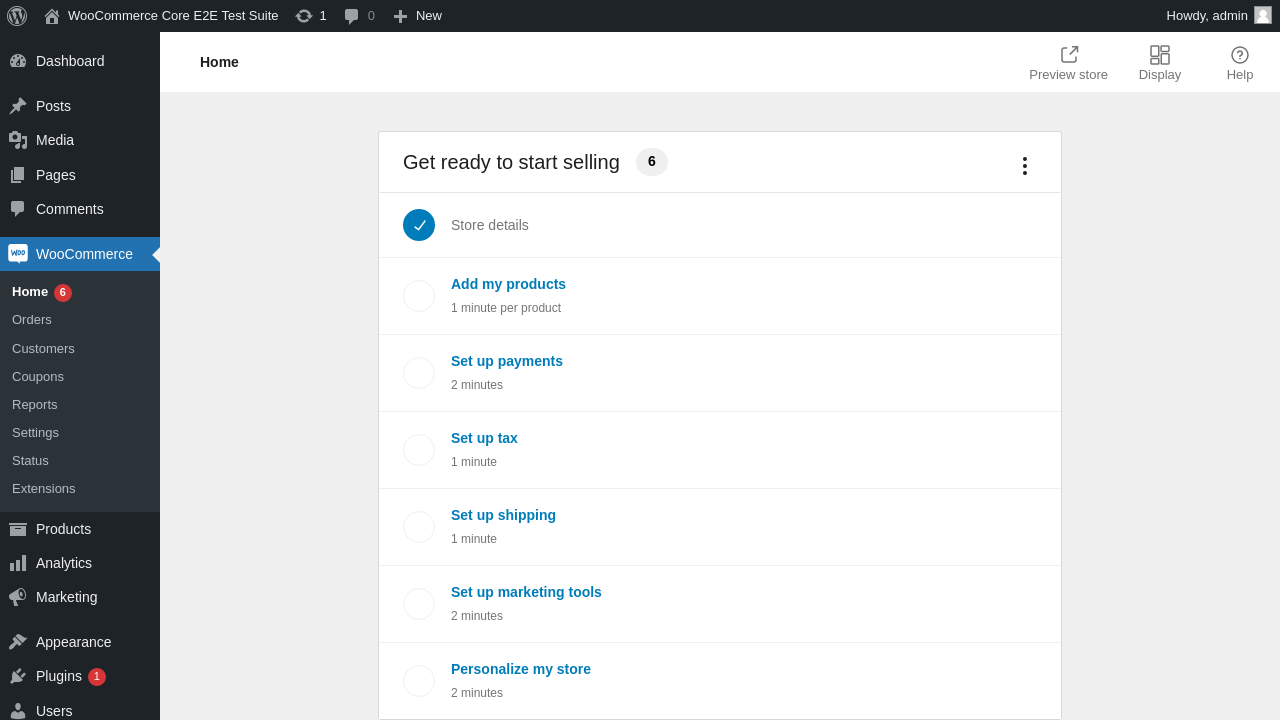 WooCommerce Core E2E Test Suite 1 0 New Howdy, admin
Dashboard
Posts
Media
Pages
Comments
WOO WooCommerce
Home 6
Orders
Customers
Coupons
Reports
Settings
Status
Extensions
Products
Analytics
Marketing
Appearance
Plugins 1
Users
Home
Preview store
Display
Help
Get ready to start selling 6
Store details
Add my products
1 minute per product
Set up payments
2 minutes
Set up tax
1 minute
Set up shipping
1 minute
Set up marketing tools
2 minutes
Personalize my store
2 minutes